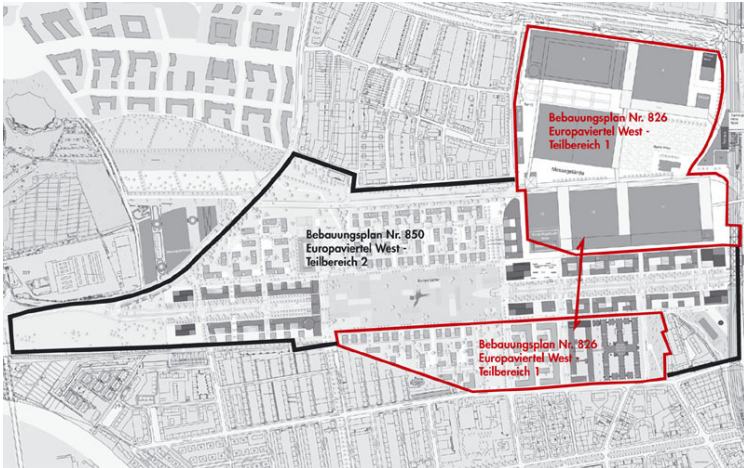 Bebauungsplan Nr. 826
Europaviertel West -
Teilbereich 1
Messegelände
Bebauungsplan Nr. 850
Europaviertel West -
Teilbereich 2
Bebauungsplan Nr. 826
Europaviertel West -
Teilbereich 1